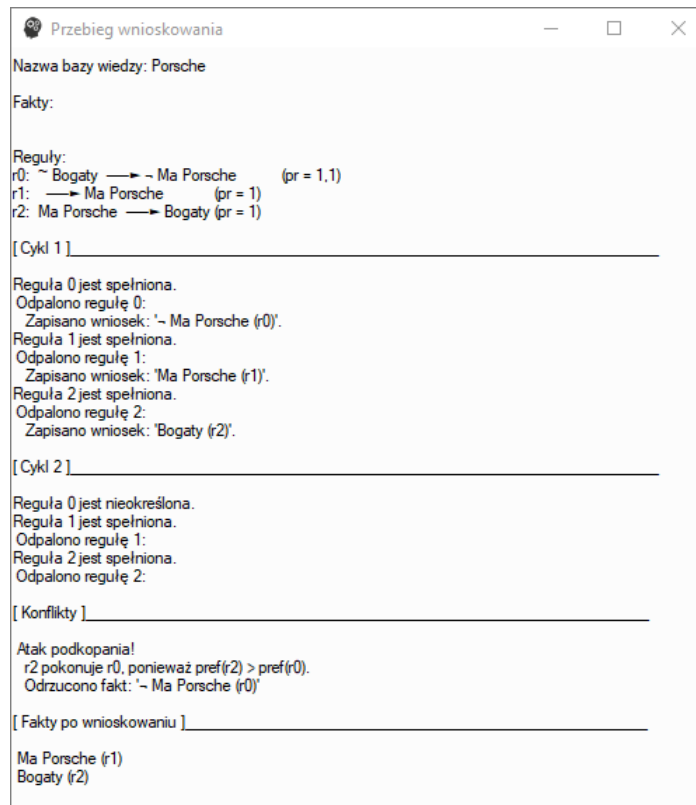 Przebieg wnioskowania
Nazwa bazy wiedzy: Porsche
Fakty:
Reguły:
r0: ~ Bogaty ──► ¬ Ma Porsche (pr = 1,1)
r1: ──► Ma Porsche (pr = 1)
r2: Ma Porsche ──► Bogaty (pr = 1)
[ Cykl 1 ]
Reguła 0 jest spełniona.
Odpalono regułę 0:
Zapisano wniosek: '¬ Ma Porsche (r0)'.
Reguła 1 jest spełniona.
Odpalono regułę 1:
Zapisano wniosek: 'Ma Porsche (r1)'.
Reguła 2 jest spełniona.
Odpalono regułę 2:
Zapisano wniosek: 'Bogaty (r2)'.
[ Cykl 2 ]
Reguła 0 jest nieokreślona.
Reguła 1 jest spełniona.
Odpalono regułę 1:
Reguła 2 jest spełniona.
Odpalono regułę 2:
[ Konflikty ]
Atak podkopania!
r2 pokonuje r0, ponieważ pref(r2) > pref(r0).
Odrzucono fakt: '¬ Ma Porsche (r0)'
[ Fakty po wnioskowaniu ]
Ma Porsche (r1)
Bogaty (r2)